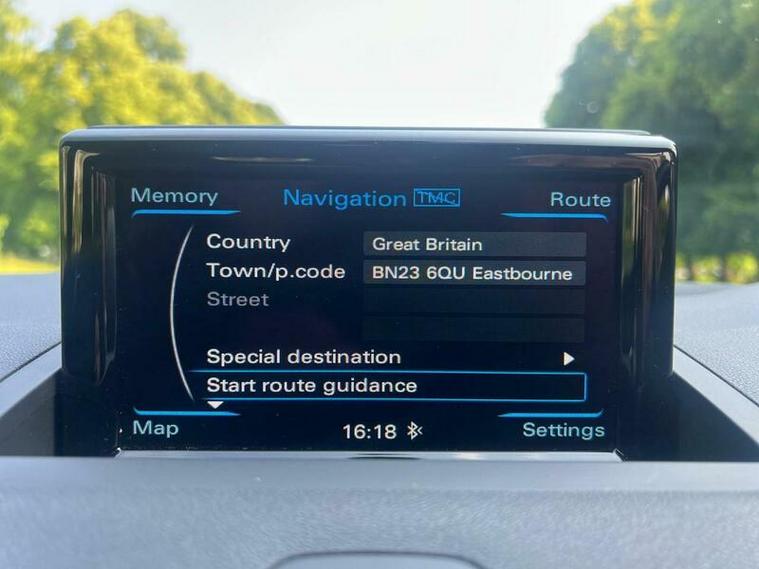 Memory Navigation TMC Route
Country Great Britain
Town/p.code BN23 6QU Eastbourne
Street
Special destination
Start route guidance
Map 16:18 Settings